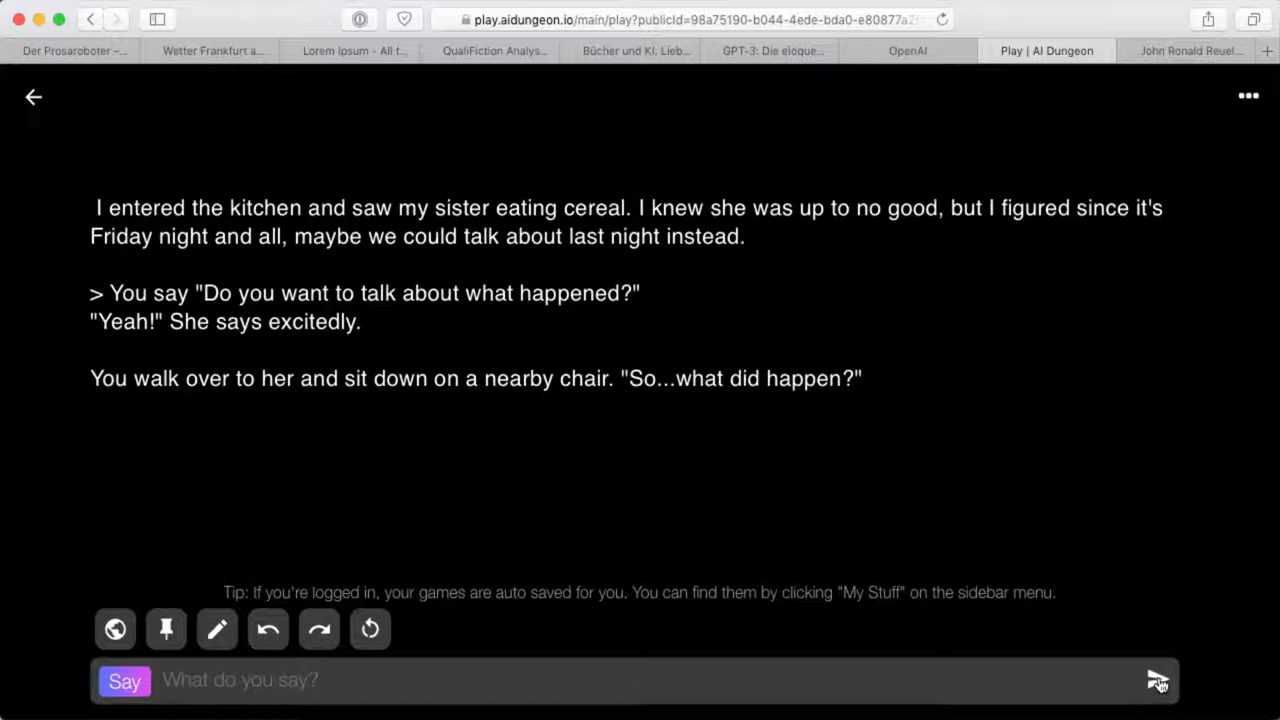 play.aidungeon.io/main/play?publicId=98a75190-b044-4ede-bda0-e80877a2
Der Prosaroboter –...
Wetter Frankfurt a...
Lorem Ipsum - All t...
QualiFiction Analys...
Bücher und KI. Lieb...
GPT-3: Die eloque...
OpenAI
Play | AI Dungeon
John Ronald Reuel...
I entered the kitchen and saw my sister eating cereal. I knew she was up to no good, but I figured since it's
Friday night and all, maybe we could talk about last night instead.
> You say "Do you want to talk about what happened?"
"Yeah!" She says excitedly.
You walk over to her and sit down on a nearby chair. "So...what did happen?"
Tip: If you're logged in, your games are auto saved for you. You can find them by clicking "My Stuff" on the sidebar menu.
Say What do you say?